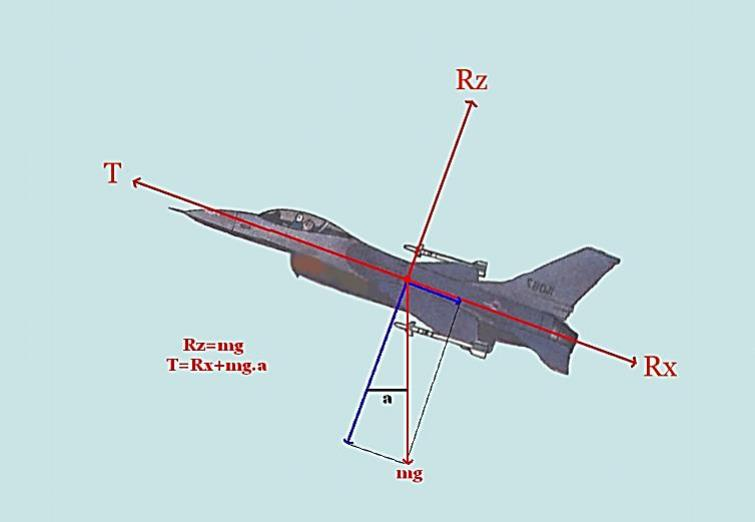 Rz
T
Rz=mg
T=Rx+mg.a
Rx
a
mg